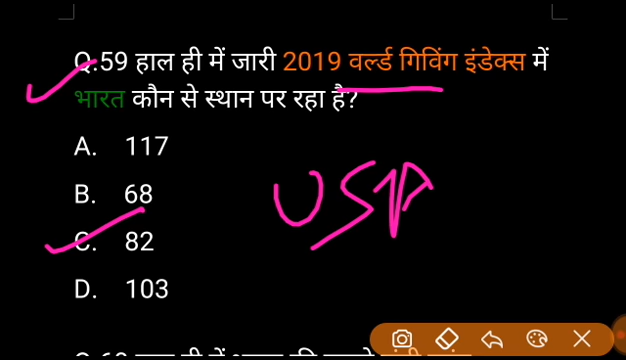 Q.59 हाल ही में जारी 2019 वर्ल्ड गिविंग इंडेक्स में
भारत कौन से स्थान पर रहा है?
A. 117
B. 68
USA
C. 82
D. 103